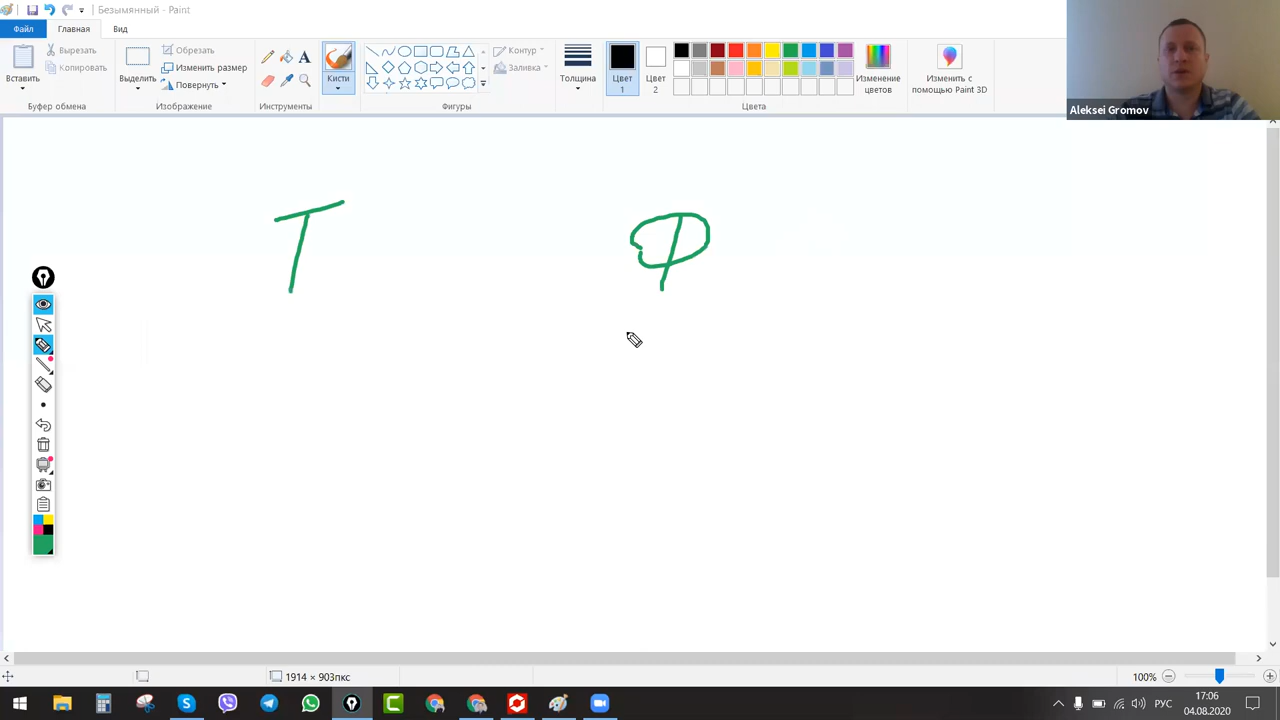 Безымянный - Paint
Файл Главная Вид
Вставить
Вырезать
Копировать
Буфер обмена
Выделить
Обрезать
Изменить размер
Повернуть
Изображение
Инструменты
Кисти
Контур
Заливка
Фигуры
Толщина
Цвет 1
Цвет 2
Цвета
Изменение цветов
Изменить с помощью Paint 3D
Aleksei Gromov
Т Ф
1914 × 903пкс
100%
РУС
17:06
04.08.2020